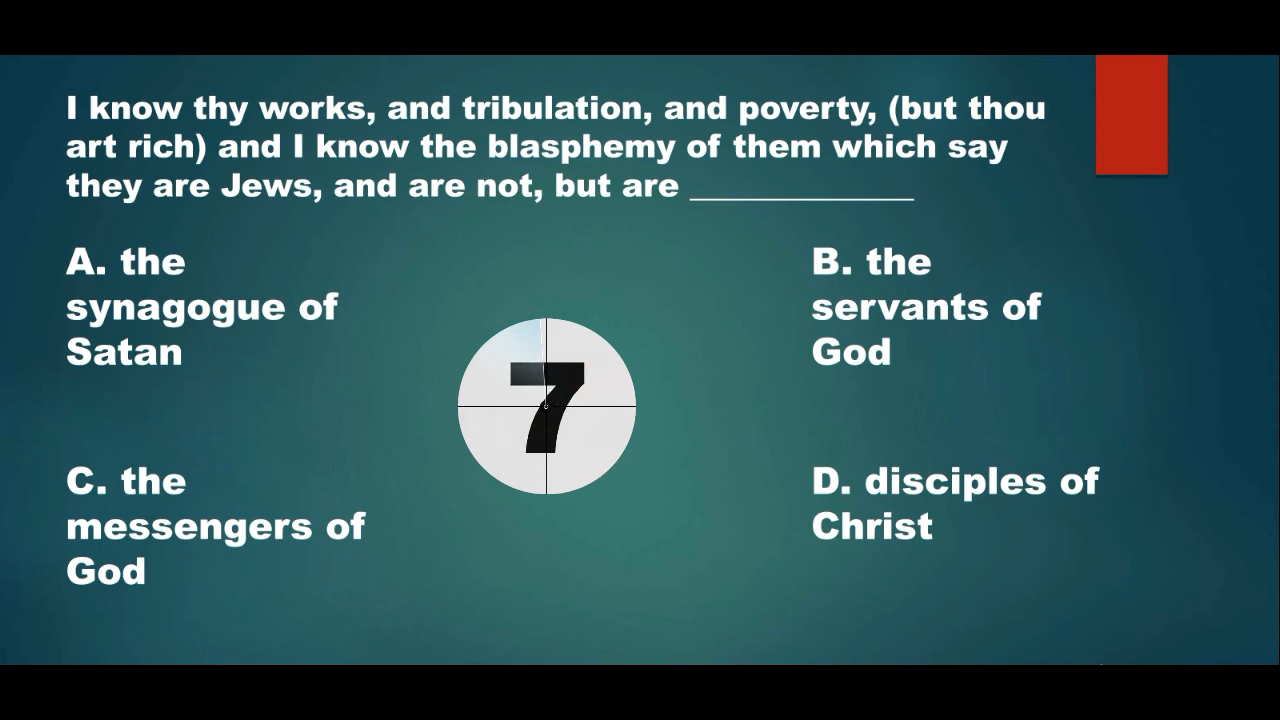 I know thy works, and tribulation, and poverty, (but thou
art rich) and I know the blasphemy of them which say
they are Jews, and are not, but are ______________
A. the
synagogue of
Satan
B. the
servants of
God
7
C. the
messengers of
God
D. disciples of
Christ